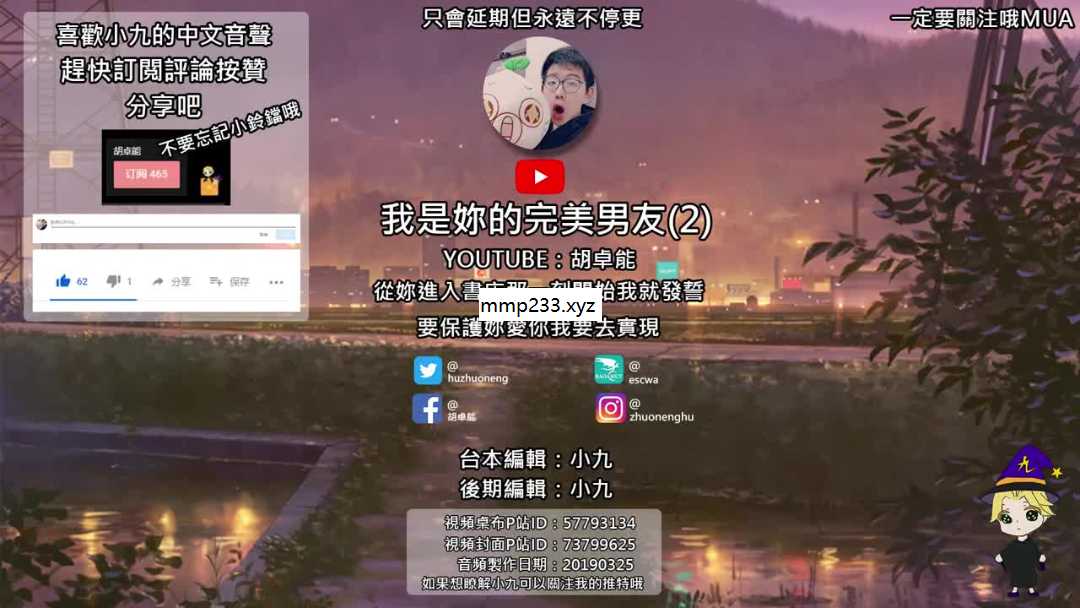 只會延期但永遠不停更
一定要關注哦MUA
喜歡小九的中文音聲
趕快訂閱評論按贊
分享吧
不要忘記小鈴鐺哦
胡卓能
订阅 465
62
1
分享
保存
我是妳的完美男友(2)
YOUTUBE：胡卓能
從妳進入書店那一刻開始我就發誓
mmp233.xyz
要保護妳愛你我要去實現
@
huzhuoneng
@
escwa
@
胡卓能
@
zhuonenghu
台本編輯：小九
後期編輯：小九
視頻桌布P站ID：57793134
視頻封面P站ID：73799625
音頻製作日期：20190325
如果想瞭解小九可以關注我的推特哦
九